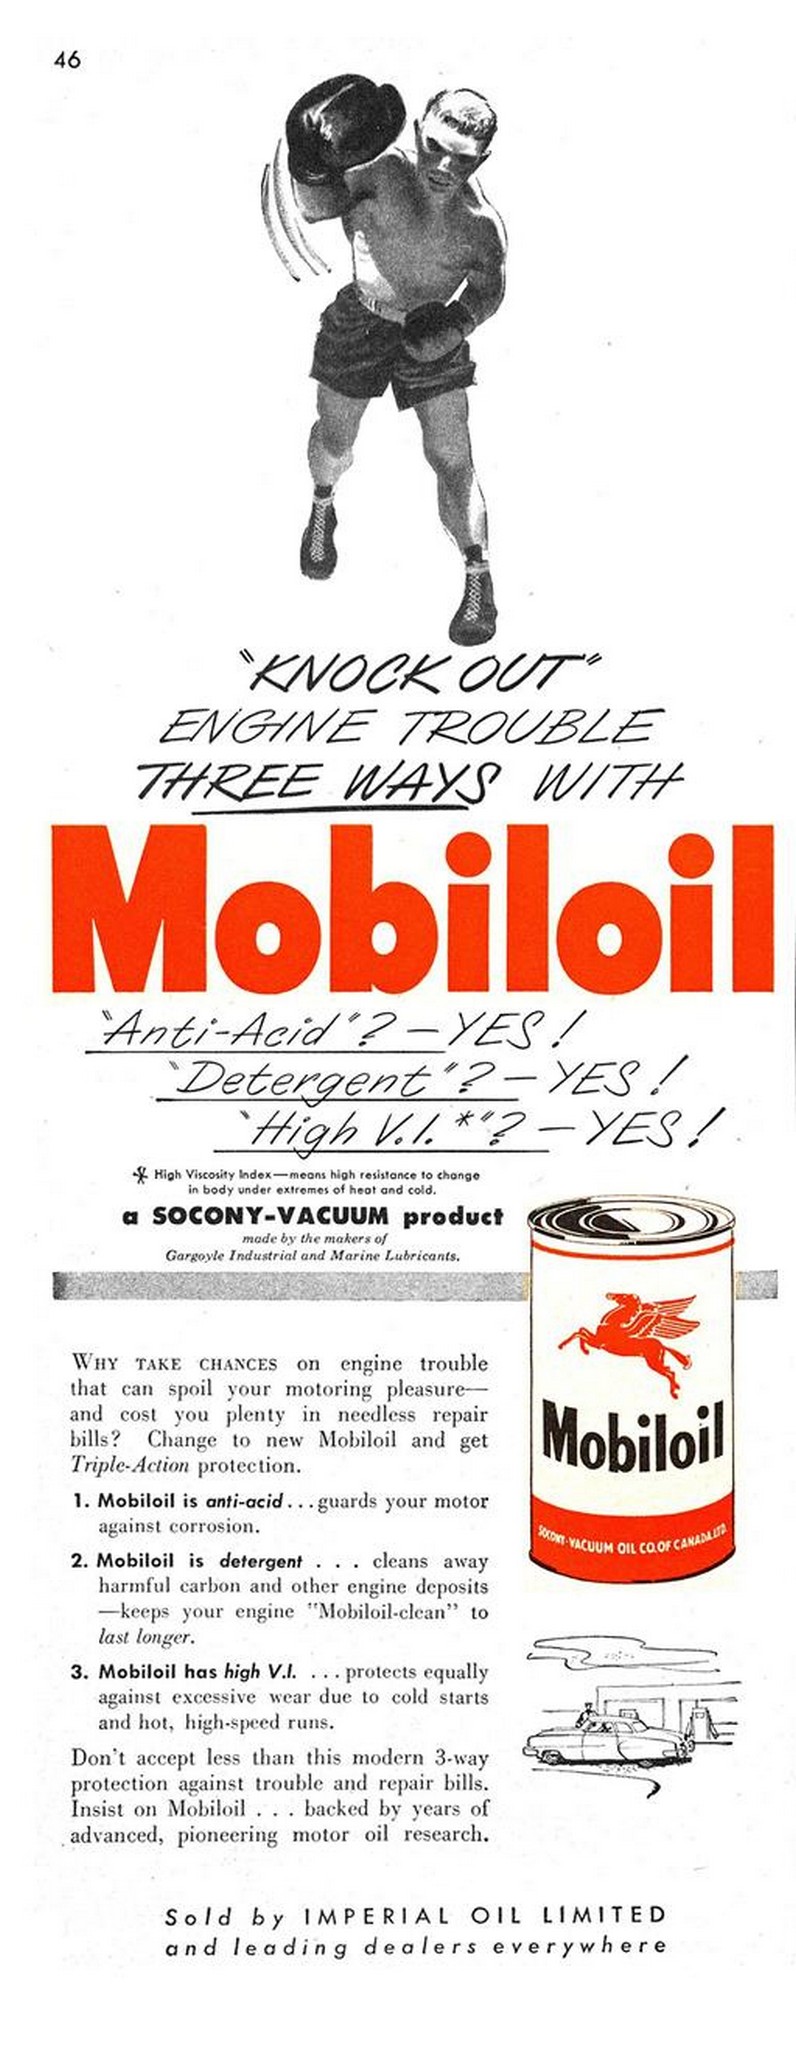 46
"KNOCK OUT"
ENGINE TROUBLE
THREE WAYS WITH
Mobiloil
"Anti-Acid"? — YES!
"Detergent"? — YES!
"High V.I.*"? — YES!
* High Viscosity Index—means high resistance to change
in body under extremes of heat and cold.
a SOCONY-VACUUM product
made by the makers of
Gargoyle Industrial and Marine Lubricants.
WHY TAKE CHANCES on engine trouble
that can spoil your motoring pleasure—
and cost you plenty in needless repair
bills? Change to new Mobiloil and get
Triple-Action protection.
1. Mobiloil is anti-acid...guards your motor
against corrosion.
2. Mobiloil is detergent . . . cleans away
harmful carbon and other engine deposits
—keeps your engine "Mobiloil-clean" to
last longer.
3. Mobiloil has high V.I. ...protects equally
against excessive wear due to cold starts
and hot, high-speed runs.
Don't accept less than this modern 3-way
protection against trouble and repair bills.
Insist on Mobiloil . . . backed by years of
advanced, pioneering motor oil research.
Mobiloil
SOCONY-VACUUM OIL CO. OF CANADA, LTD.
Sold by IMPERIAL OIL LIMITED
and leading dealers everywhere